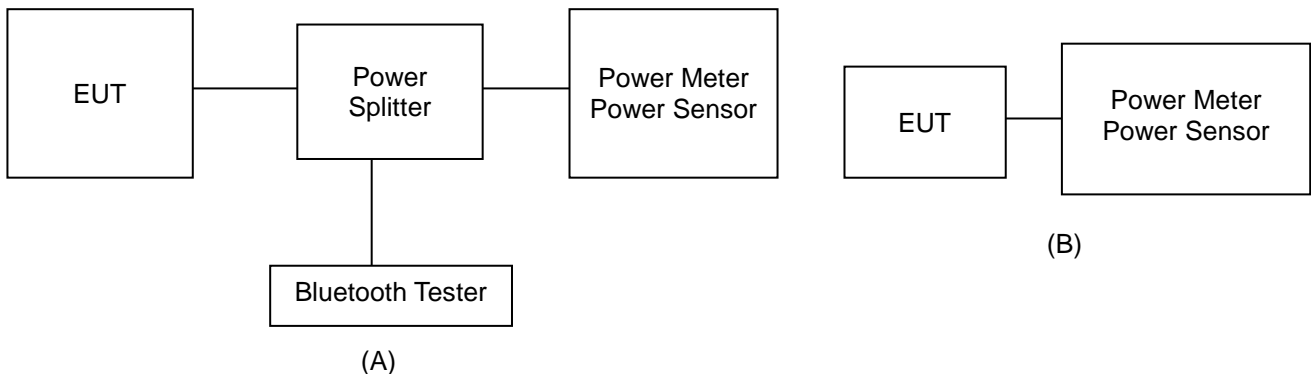 EUT
Power
Splitter
Power Meter
Power Sensor
Bluetooth Tester
(A)
EUT
Power Meter
Power Sensor
(B)